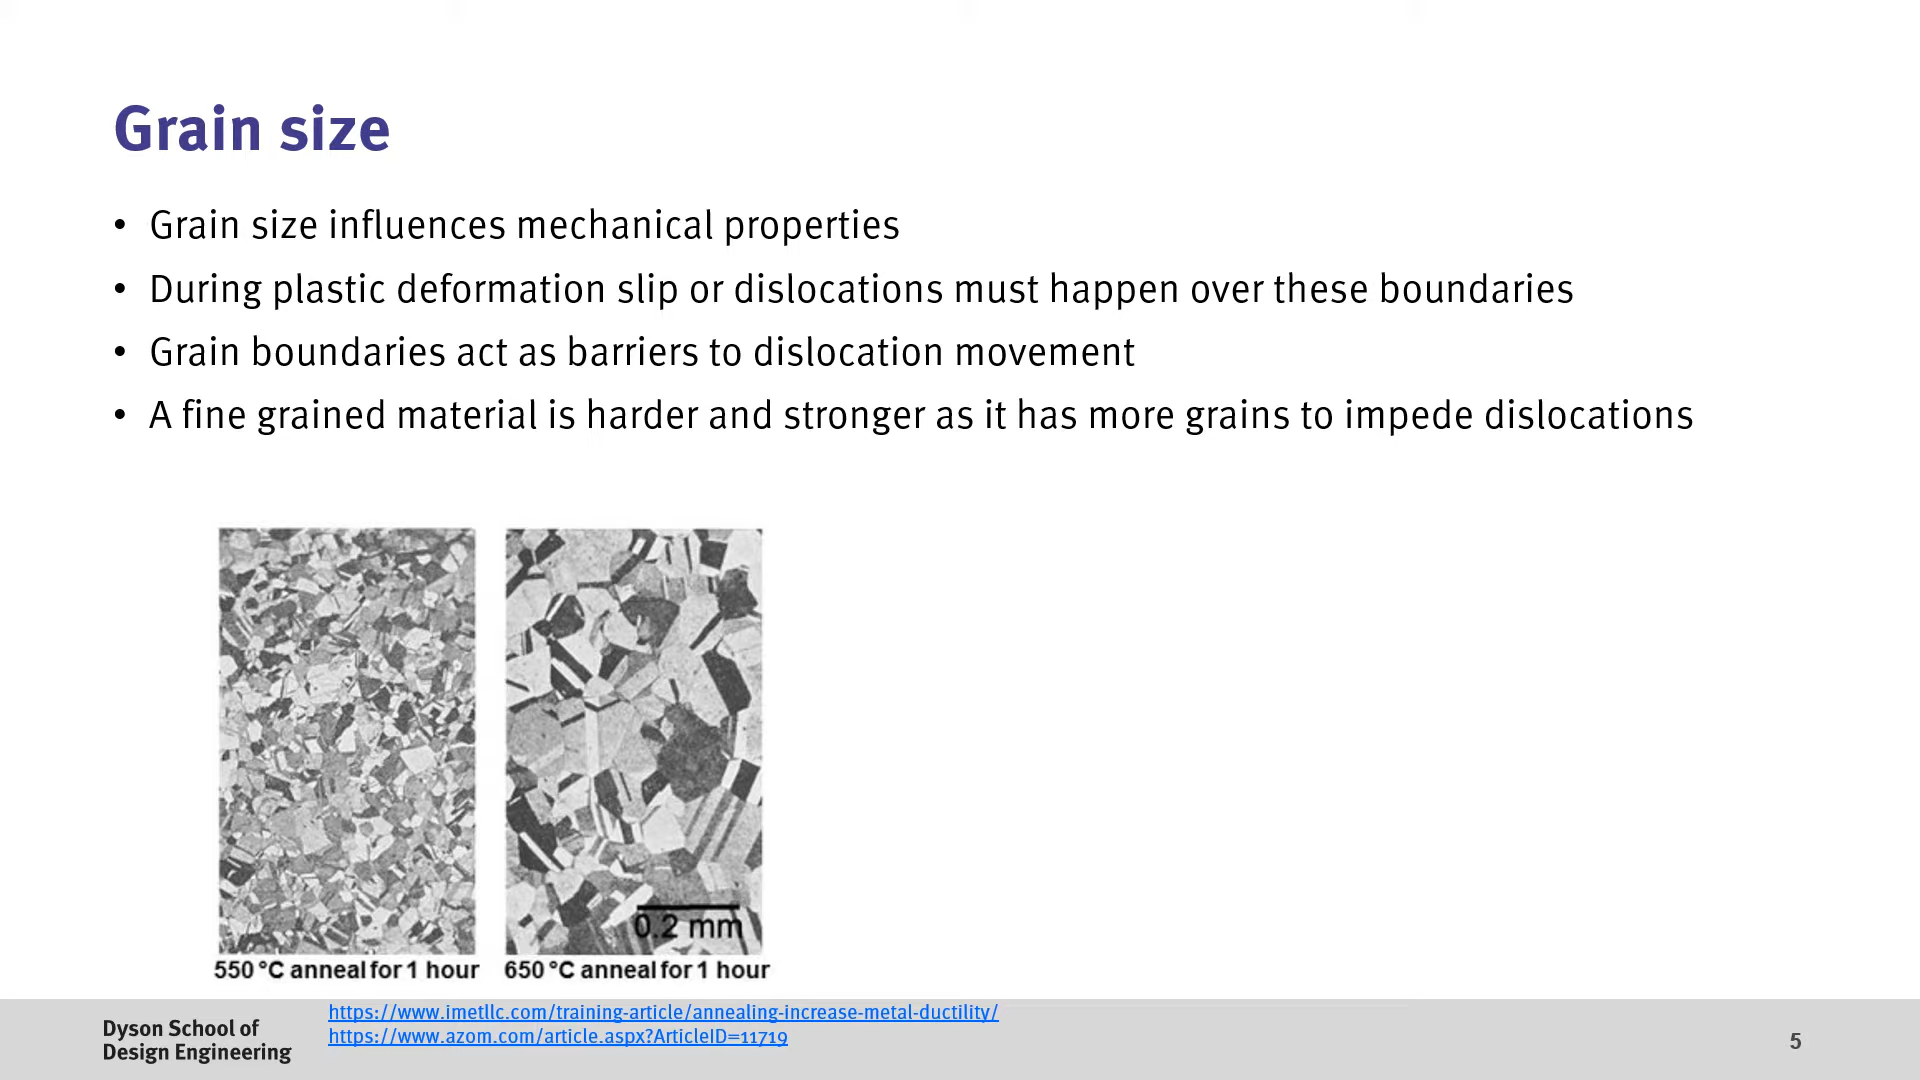 Grain size
• Grain size influences mechanical properties
• During plastic deformation slip or dislocations must happen over these boundaries
• Grain boundaries act as barriers to dislocation movement
• A fine grained material is harder and stronger as it has more grains to impede dislocations
0.2 mm
550 °C anneal for 1 hour
650 °C anneal for 1 hour
https://www.imetllc.com/training-article/annealing-increase-metal-ductility/
https://www.azom.com/article.aspx?ArticleID=11719
Dyson School of
Design Engineering
5